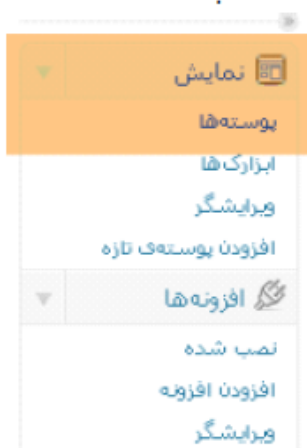 نمایش
پوسته‌ها
ابزارک‌ها
ویرایشگر
افزودن پوسته‌ی تازه
افزونه‌ها
نصب شده
افزودن افزونه
ویرایشگر